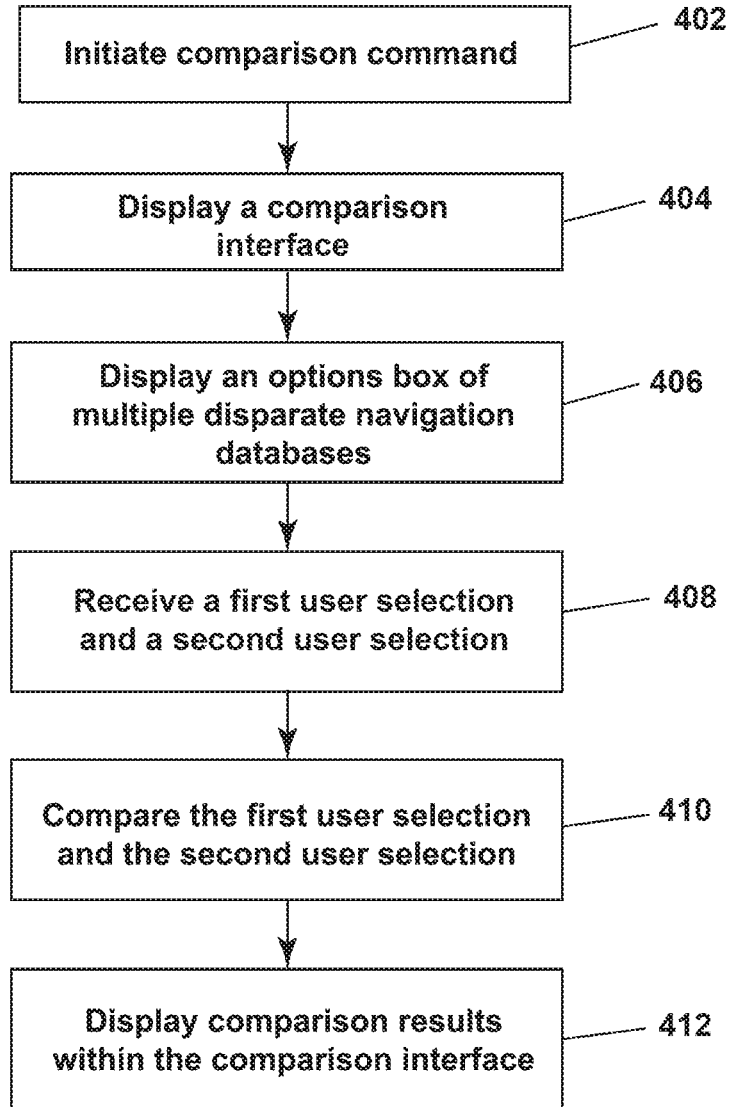 402
Initiate comparison command
404
Display a comparison
interface
406
Display an options box of
multiple disparate navigation
databases
408
Receive a first user selection
and a second user selection
410
Compare the first user selection
and the second user selection
412
Display comparison results
within the comparison interface